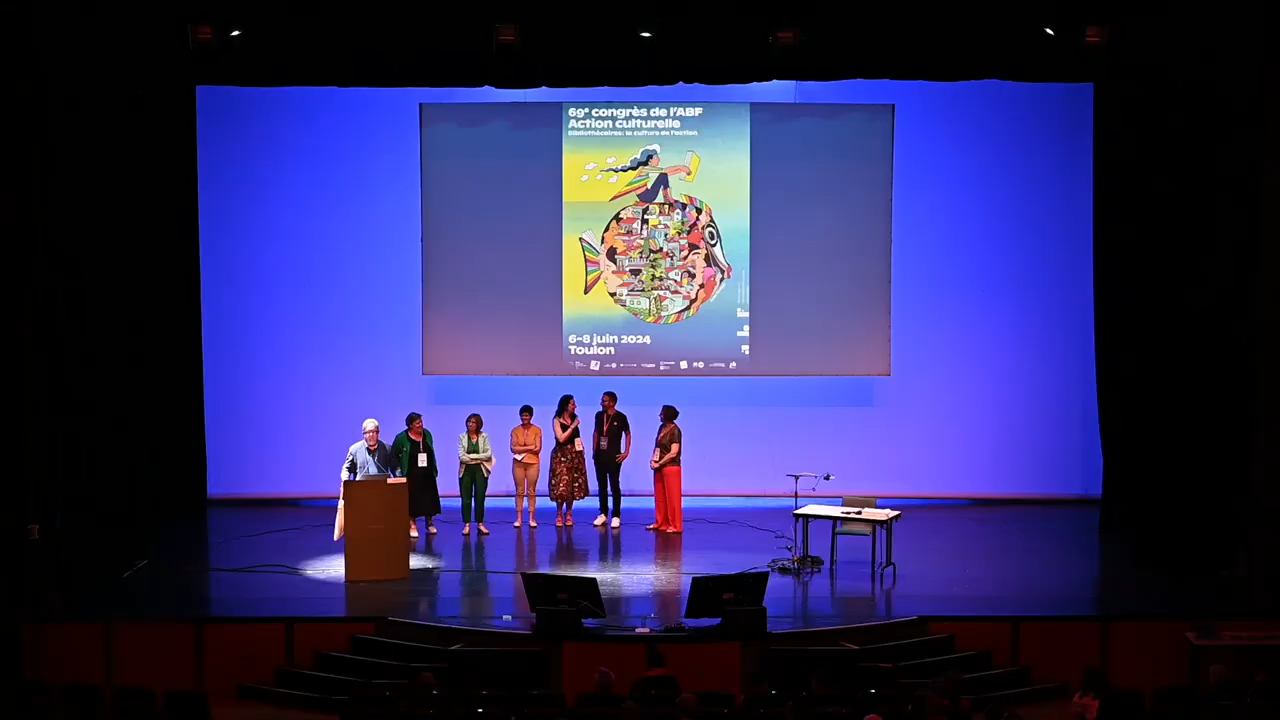 69e congrès de l'ABF
Action culturelle
Bibliothécaires: la culture de l'action
6-8 juin 2024
Toulon